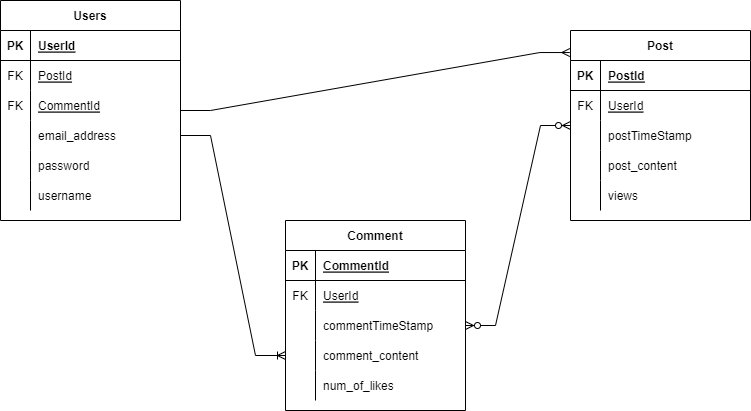 Users
PK UserId
FK PostId
FK CommentId
email_address
password
username
Post
PK PostId
FK UserId
postTimeStamp
post_content
views
Comment
PK CommentId
FK UserId
commentTimeStamp
comment_content
num_of_likes